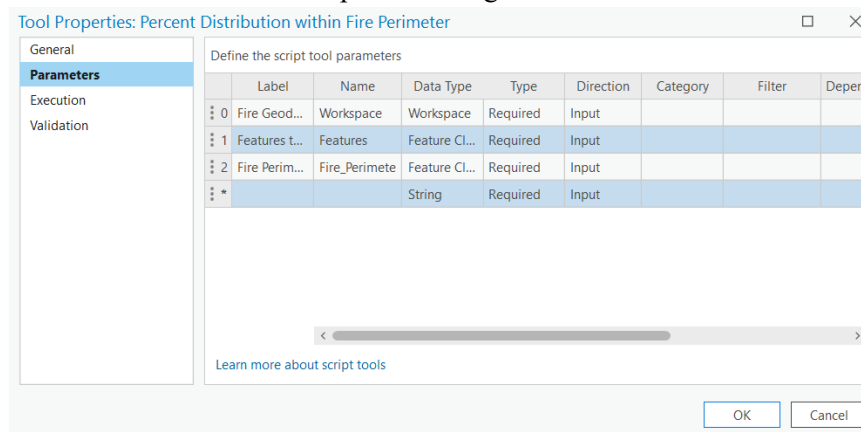 Tool Properties: Percent Distribution within Fire Perimeter
General
Parameters
Execution
Validation
Define the script tool parameters
Label Name Data Type Type Direction Category Filter Deper
0 Fire Geod... Workspace Workspace Required Input
1 Features t... Features Feature Cl... Required Input
2 Fire Perim... Fire_Perimete Feature Cl... Required Input
* String Required Input
Learn more about script tools
OK Cancel